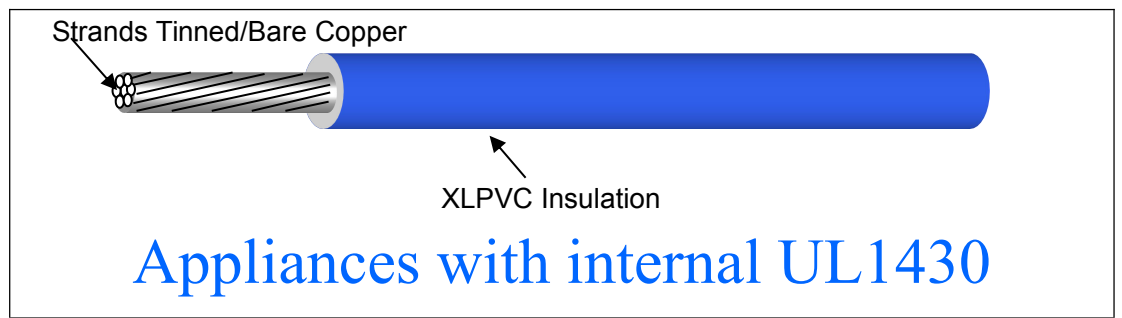 Strands Tinned/Bare Copper
XLPVC Insulation
Appliances with internal UL1430